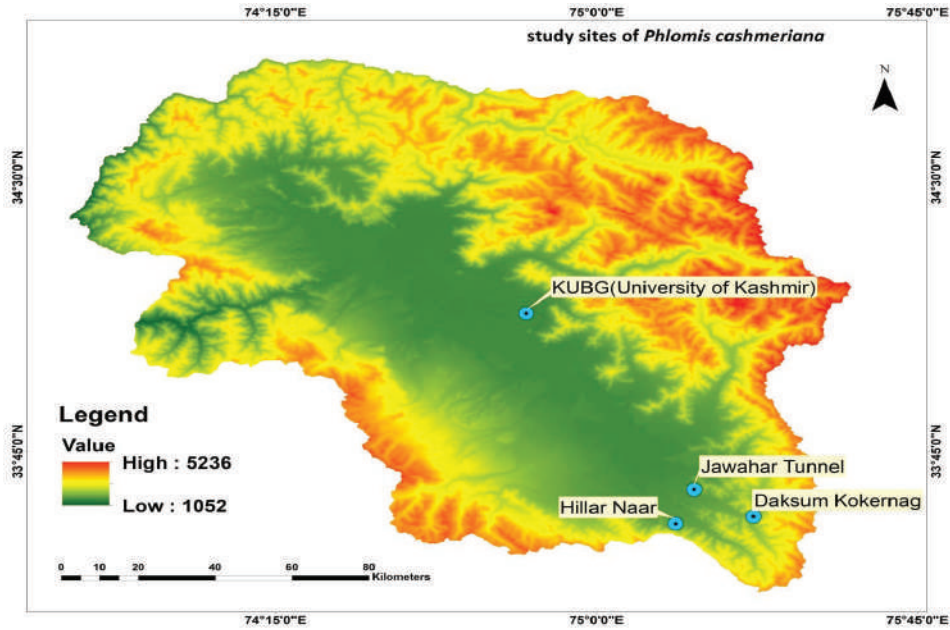 74°15'0"E 75°0'0"E 75°45'0"E
study sites of Phlomis cashmeriana
N
34°30'0"N 34°30'0"N
KUBG(University of Kashmir)
Legend
Value
High : 5236
Low : 1052
33°45'0"N 33°45'0"N
Jawahar Tunnel
Hillar Naar
Daksum Kokernag
0 5 10 20 40 60 80
Kilometers
74°15'0"E 75°0'0"E 75°45'0"E